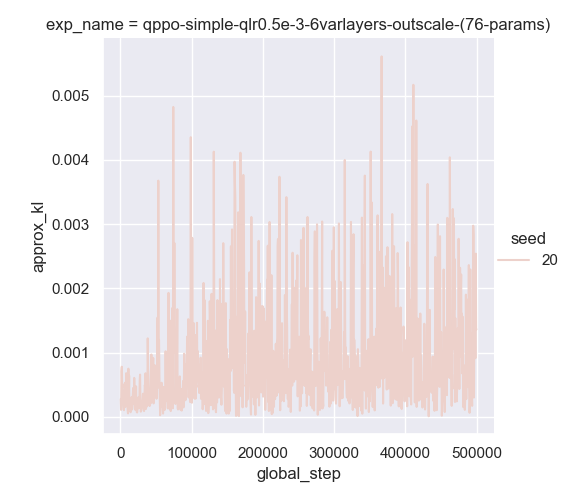 exp_name = qppo-simple-qlr0.5e-3-6varlayers-outscale-(76-params)
0.005
0.004
0.003
0.002
0.001
0.000
approx_kl
0 100000 200000 300000 400000 500000
global_step
seed
20